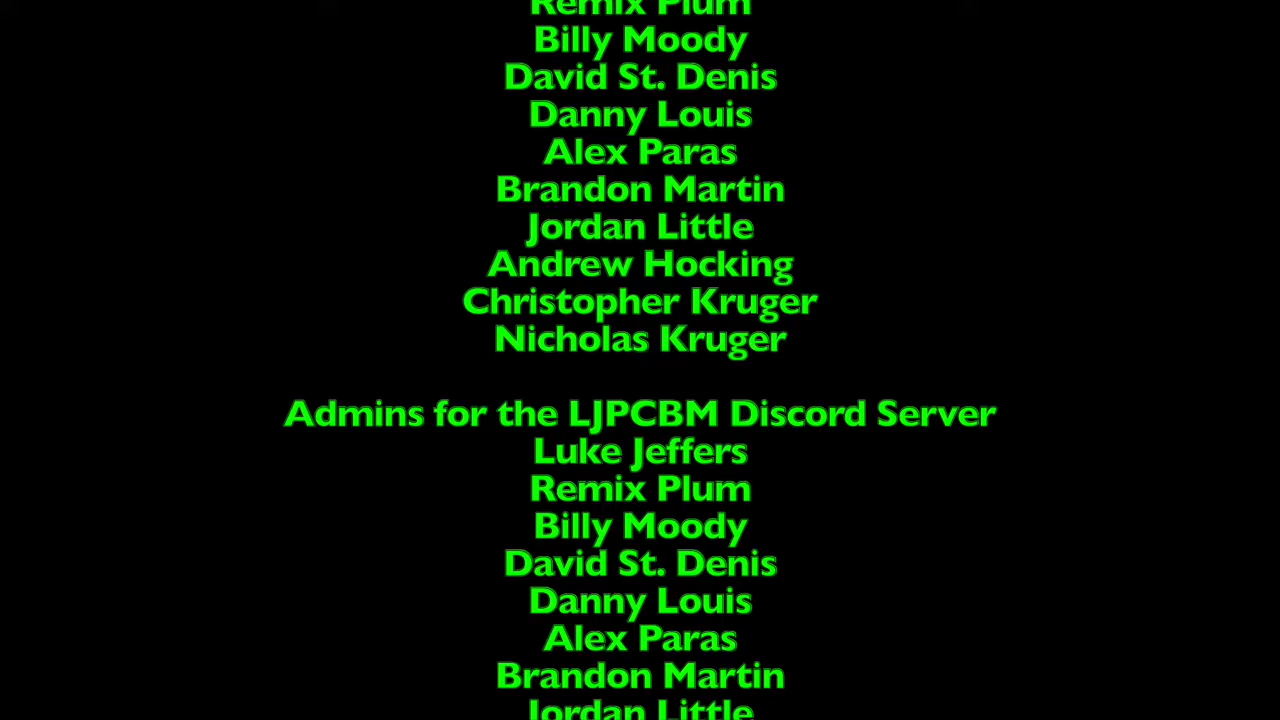 Remix Plum
Billy Moody
David St. Denis
Danny Louis
Alex Paras
Brandon Martin
Jordan Little
Andrew Hocking
Christopher Kruger
Nicholas Kruger
Admins for the LJPCBM Discord Server
Luke Jeffers
Remix Plum
Billy Moody
David St. Denis
Danny Louis
Alex Paras
Brandon Martin
Jordan Little